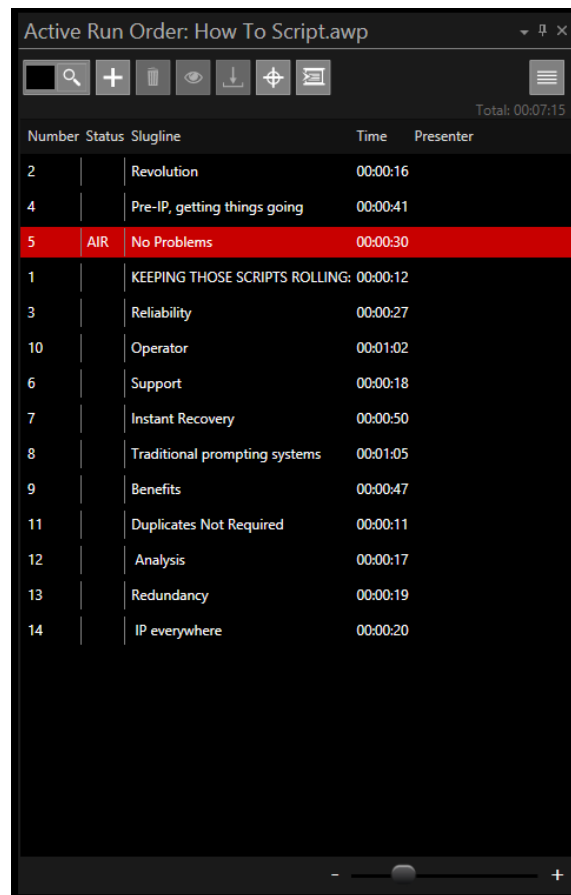 Active Run Order: How To Script.awp
Total: 00:07:15
Number Status Slugline Time Presenter
2 Revolution 00:00:16
4 Pre-IP, getting things going 00:00:41
5 AIR No Problems 00:00:30
1 KEEPING THOSE SCRIPTS ROLLING: 00:00:12
3 Reliability 00:00:27
10 Operator 00:01:02
6 Support 00:00:18
7 Instant Recovery 00:00:50
8 Traditional prompting systems 00:01:05
9 Benefits 00:00:47
11 Duplicates Not Required 00:00:11
12 Analysis 00:00:17
13 Redundancy 00:00:19
14 IP everywhere 00:00:20
- +